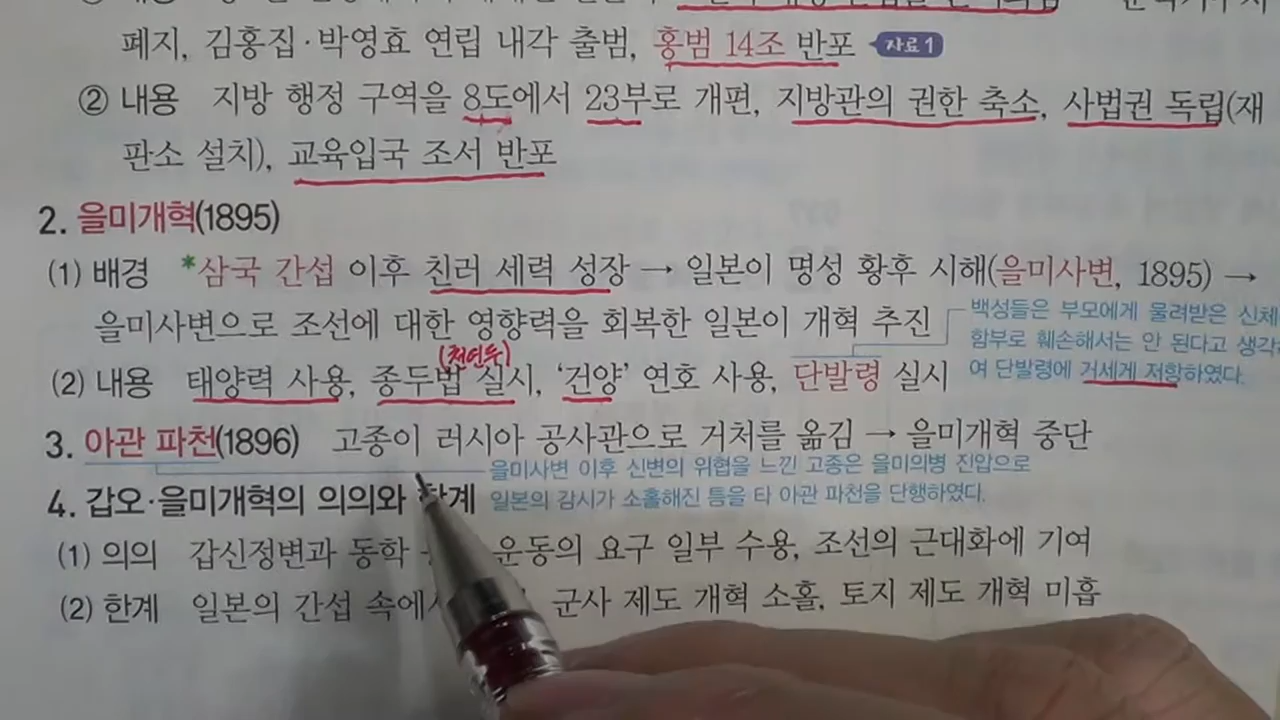 폐지, 김홍집·박영효 연립 내각 출범, 홍범 14조 반포 자료1
② 내용 지방 행정 구역을 8도에서 23부로 개편, 지방관의 권한 축소, 사법권 독립(재
판소 설치), 교육입국 조서 반포
2. 을미개혁(1895)
(1) 배경 *삼국 간섭 이후 친러 세력 성장 → 일본이 명성 황후 시해(을미사변, 1895) →
을미사변으로 조선에 대한 영향력을 회복한 일본이 개혁 추진
백성들은 부모에게 물려받은 신체
함부로 훼손해서는 안 된다고 생각
여 단발령에 거세게 저항하였다.
(천연두)
(2) 내용 태양력 사용, 종두법 실시, ‘건양’ 연호 사용, 단발령 실시
3. 아관 파천(1896) 고종이 러시아 공사관으로 거처를 옮김 → 을미개혁 중단
을미사변 이후 신변의 위협을 느낀 고종은 을미의병 진압으로
일본의 감시가 소홀해진 틈을 타 아관 파천을 단행하였다.
4. 갑오·을미개혁의 의의와 한계
(1) 의의 갑신정변과 동학 운동의 요구 일부 수용, 조선의 근대화에 기여
(2) 한계 일본의 간섭 속에서 군사 제도 개혁 소홀, 토지 제도 개혁 미흡